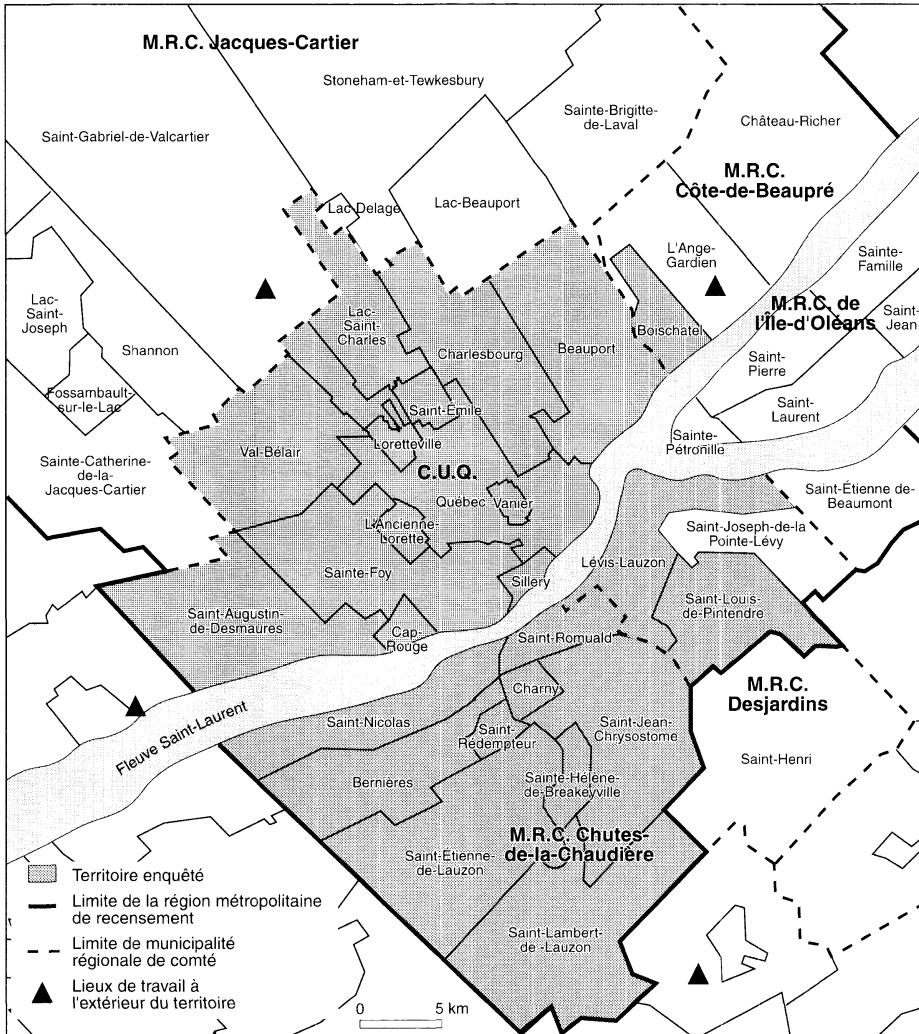 M.R.C. Jacques-Cartier
Stoneham-et-Tewkesbury
Sainte-Brigitte-
de-Laval
Château-Richer
Saint-Gabriel-de-Valcartier
M.R.C.
Côte-de-Beaupré
Lac-Delage
Lac-Beauport
L'Ange-
Gardien
Sainte-
Famille
Lac-
Saint-
Joseph
Lac-
Saint-
Charles
M.R.C. de
l'Île-d'Oléans
Saint-
Jean
Boischatel
Shannon
Charlesbourg
Beauport
Saint-
Pierre
Fossambault-
sur-le-Lac
Saint-Émile
Saint-
Laurent
Loretteville
Sainte-
Pétronille
Val-Bélair
C.U.Q.
Sainte-Catherine-
de-la-
Jacques-Cartier
Saint-Étienne de-
Beaumont
Québec
Vanier
L'Ancienne-
Lorette
Saint-Joseph-de-la
Pointe-Lévy
Sainte-Foy
Sillery
Lévis-Lauzon
Saint-Louis
de-Pintendre
Saint-Augustin-
de-Desmaures
Cap-
Rouge
Saint-Romuald
Charny
M.R.C.
Desjardins
Fleuve Saint-Laurent
Saint-Nicolas
Saint-
Rédempteur
Saint-Jean-
Chrysostome
Saint-Henri
Bernières
Sainte-Hélène-
de-Breakeyville
M.R.C. Chutes-
de-la-Chaudière
Saint-Étienne-
de-Lauzon
Saint-Lambert-
de -Lauzon
Territoire enquêté
Limite de la région métropolitaine
de recensement
Limite de municipalité
régionale de comté
Lieux de travail à
l'extérieur du territoire
0 5 km